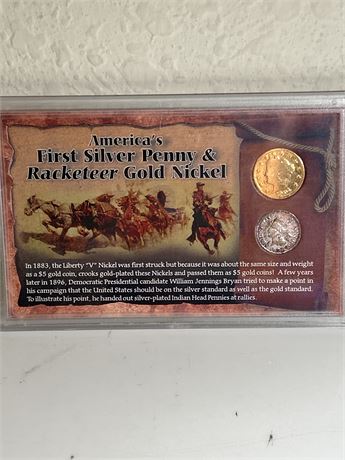 America's
First Silver Penny &
Racketeer Gold Nickel
In 1883, the Liberty "V" Nickel was first struck but because it was about the same size and weight
as a $5 gold coin, crooks gold-plated these Nickels and passed them as $5 gold coins! A few years
later in 1896, Democratic Presidential candidate William Jennings Bryan tried to make a point in
his campaign that the United States should be on the silver standard as well as the gold standard.
To illustrate his point, he handed out silver-plated Indian Head Pennies at rallies.